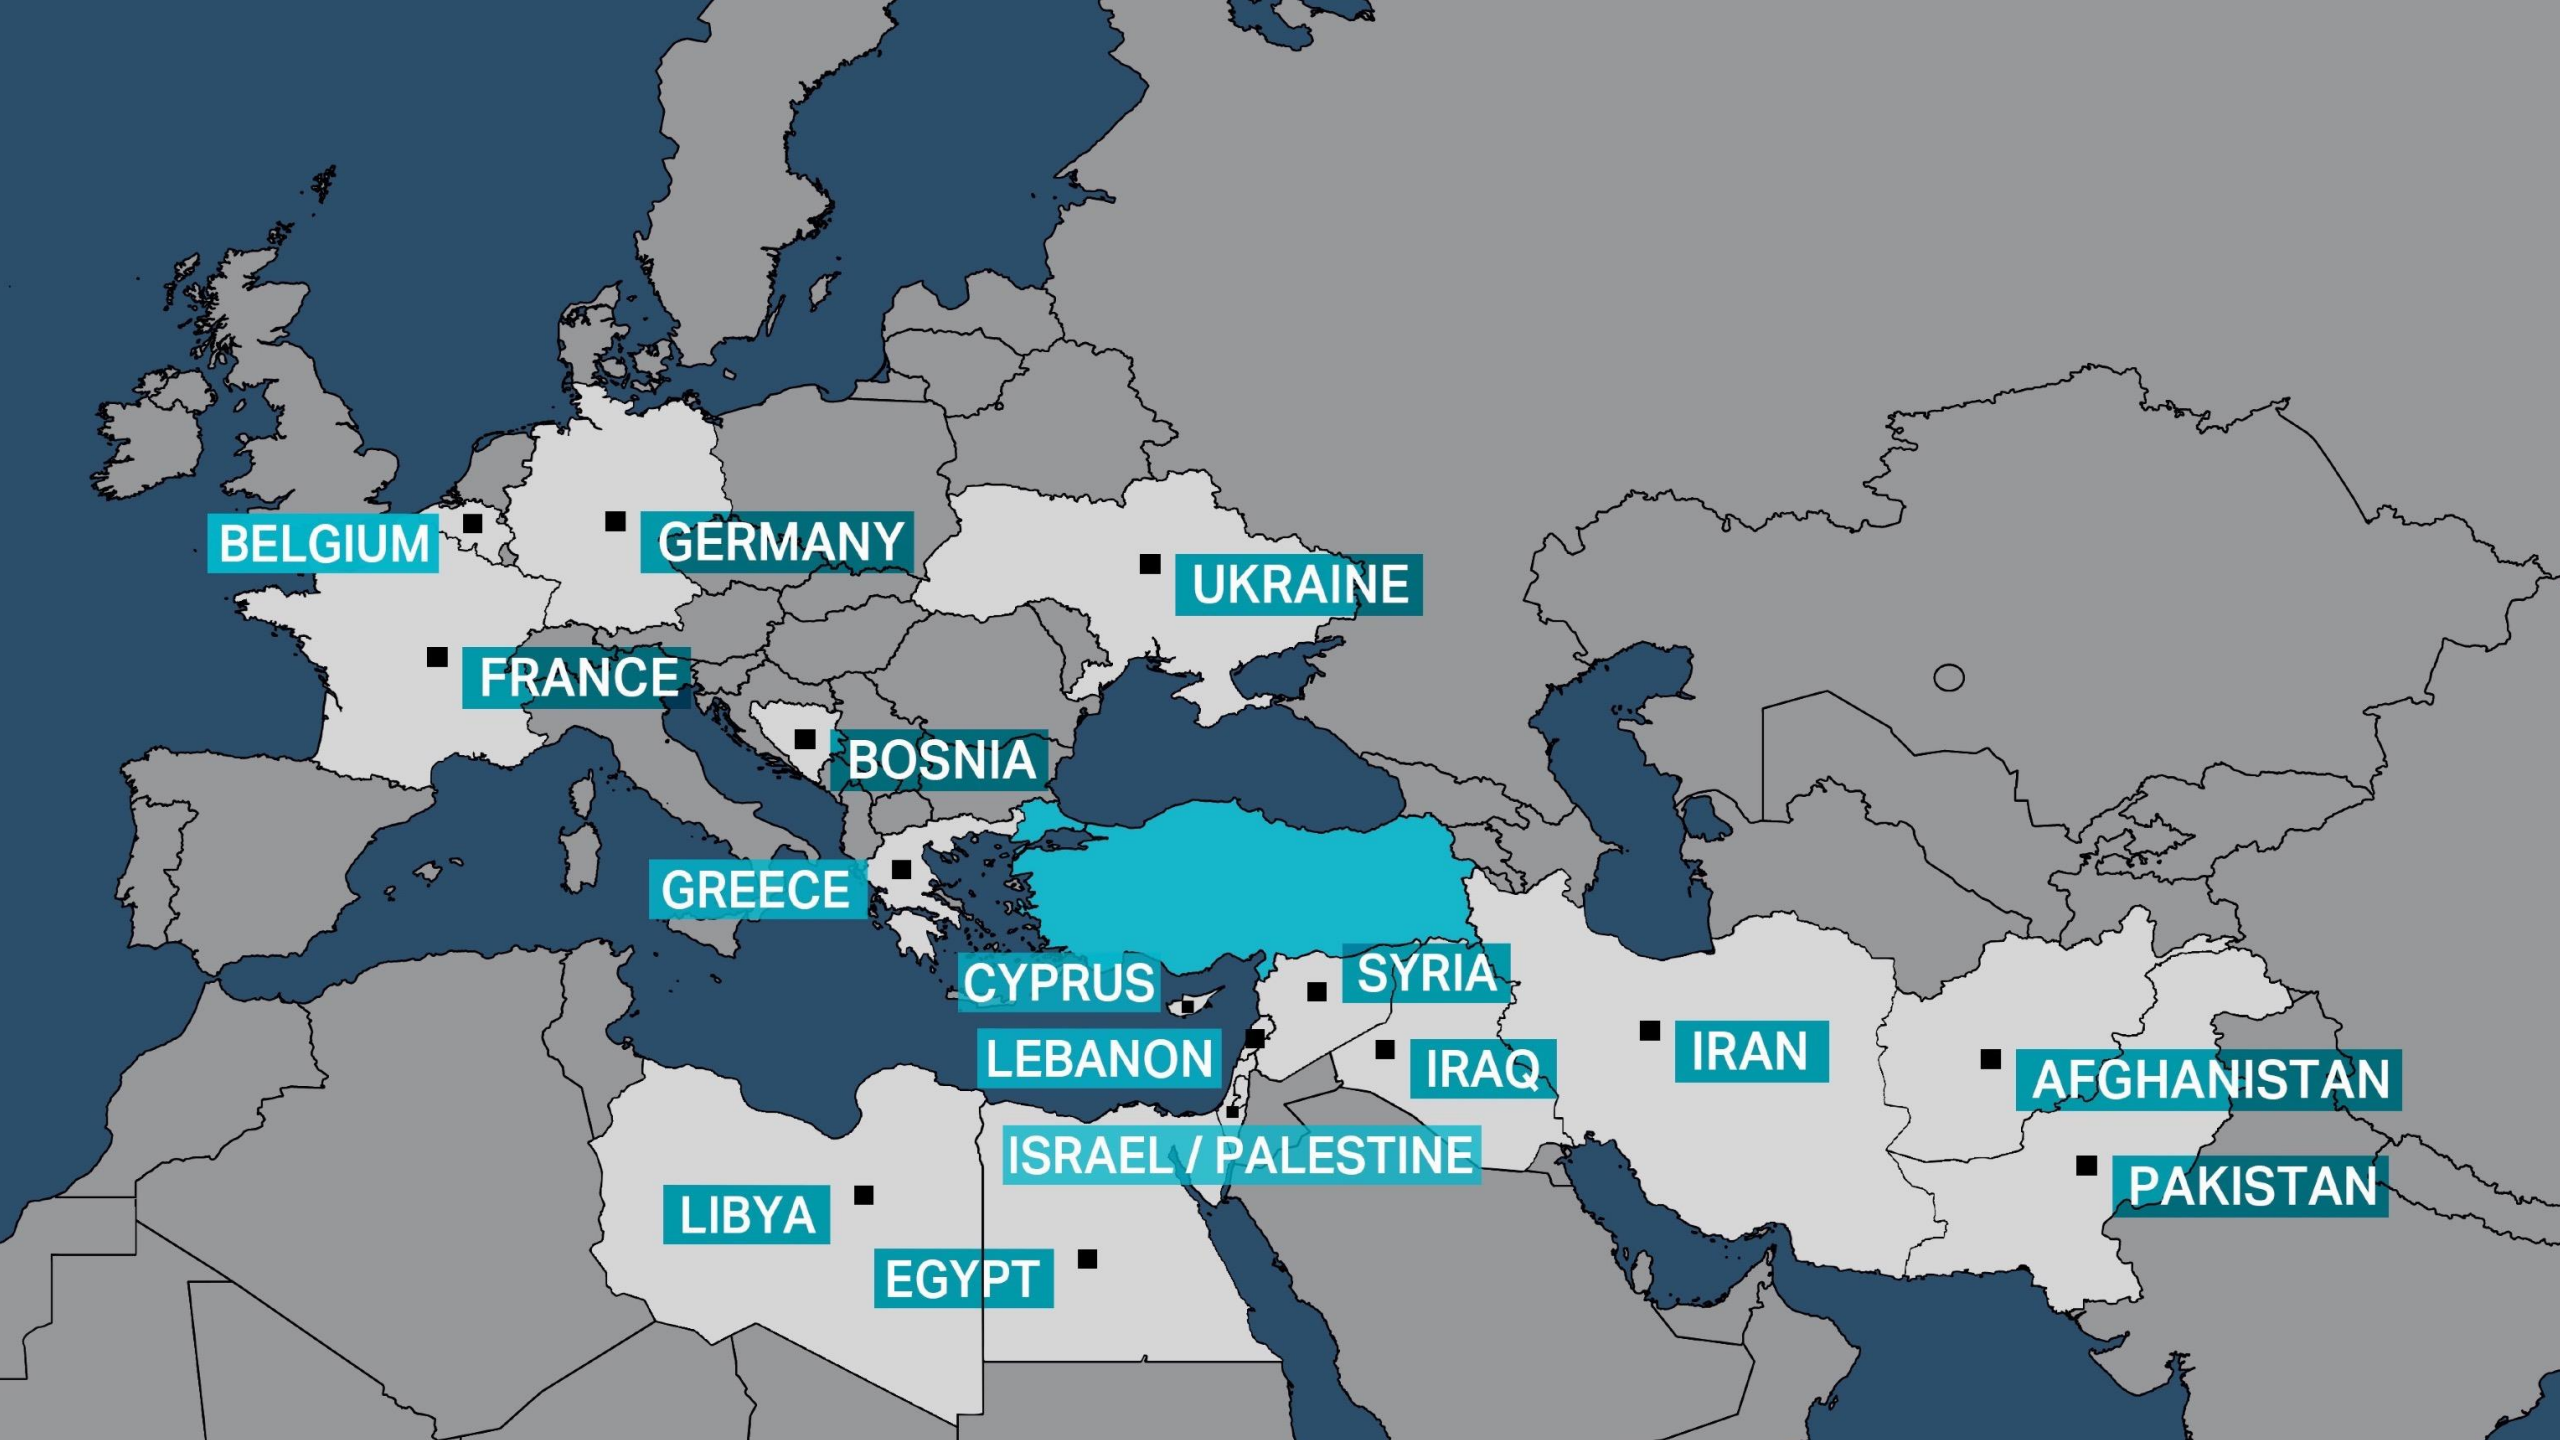 BELGIUM
GERMANY
UKRAINE
FRANCE
BOSNIA
GREECE
CYPRUS
SYRIA
LEBANON
IRAQ
IRAN
AFGHANISTAN
ISRAEL / PALESTINE
PAKISTAN
LIBYA
EGYPT